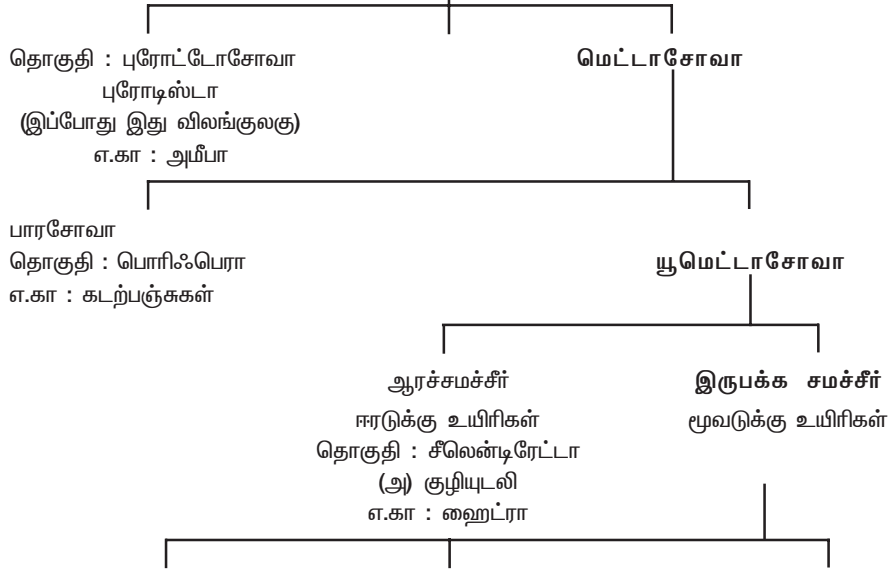 தொகுதி : புரோட்டோசோவா
புரோடிஸ்டா
(இப்போது இது விலங்குலகு)
எ.கா : அமீபா
மெட்டாசோவா
பாரசோவா
தொகுதி : பொரிஃபெரா
எ.கா : கடற்பஞ்சுகள்
யூமெட்டாசோவா
ஆரச்சமச்சீர்
ஈரடுக்கு உயிரிகள்
தொகுதி : சீலென்டிரேட்டா
(அ) குழியுடலி
எ.கா : ஹைட்ரா
இருபக்க சமச்சீர்
மூவடுக்கு உயிரிகள்